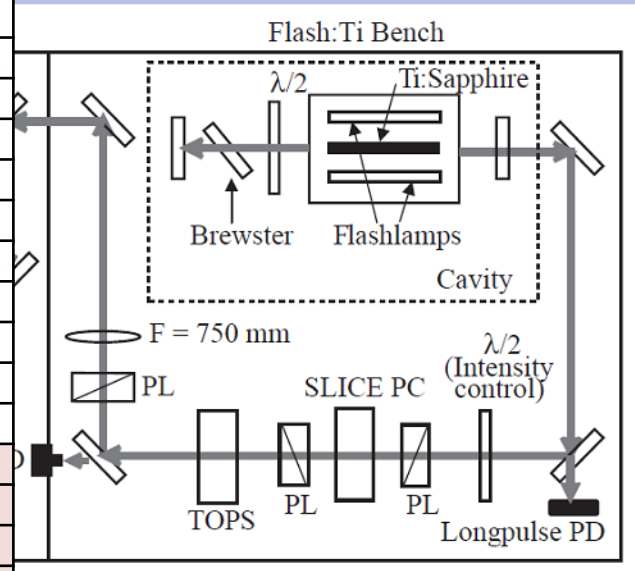 Flash:Ti Bench
λ/2
Ti:Sapphire
Brewster
Flashlamps
Cavity
F = 750 mm
λ/2
(Intensity
control)
PL
SLICE PC
TOPS
PL
PL
Longpulse PD